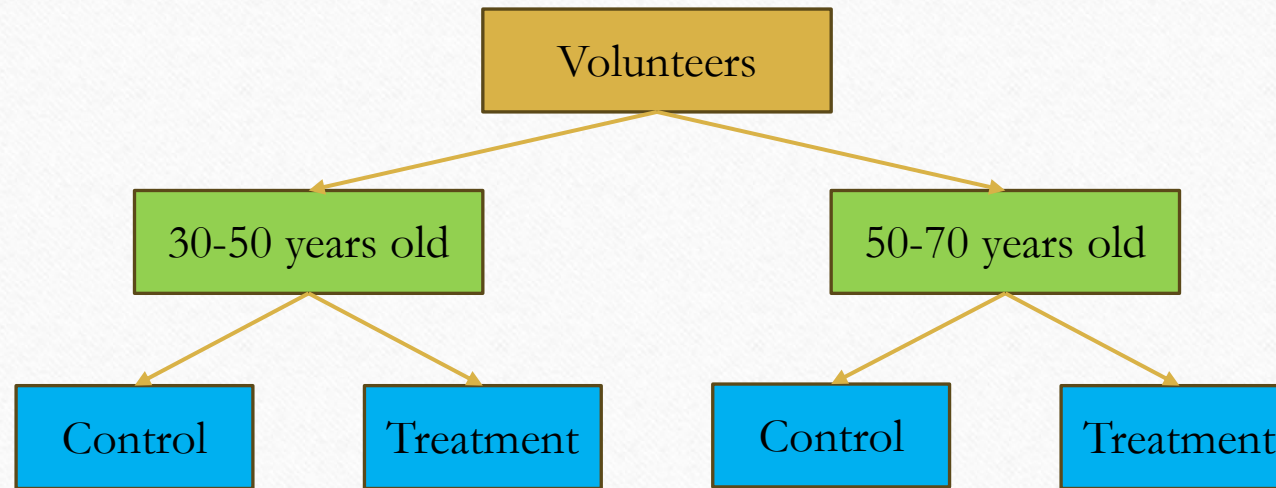 Volunteers
30-50 years old
50-70 years old
Control
Treatment
Control
Treatment